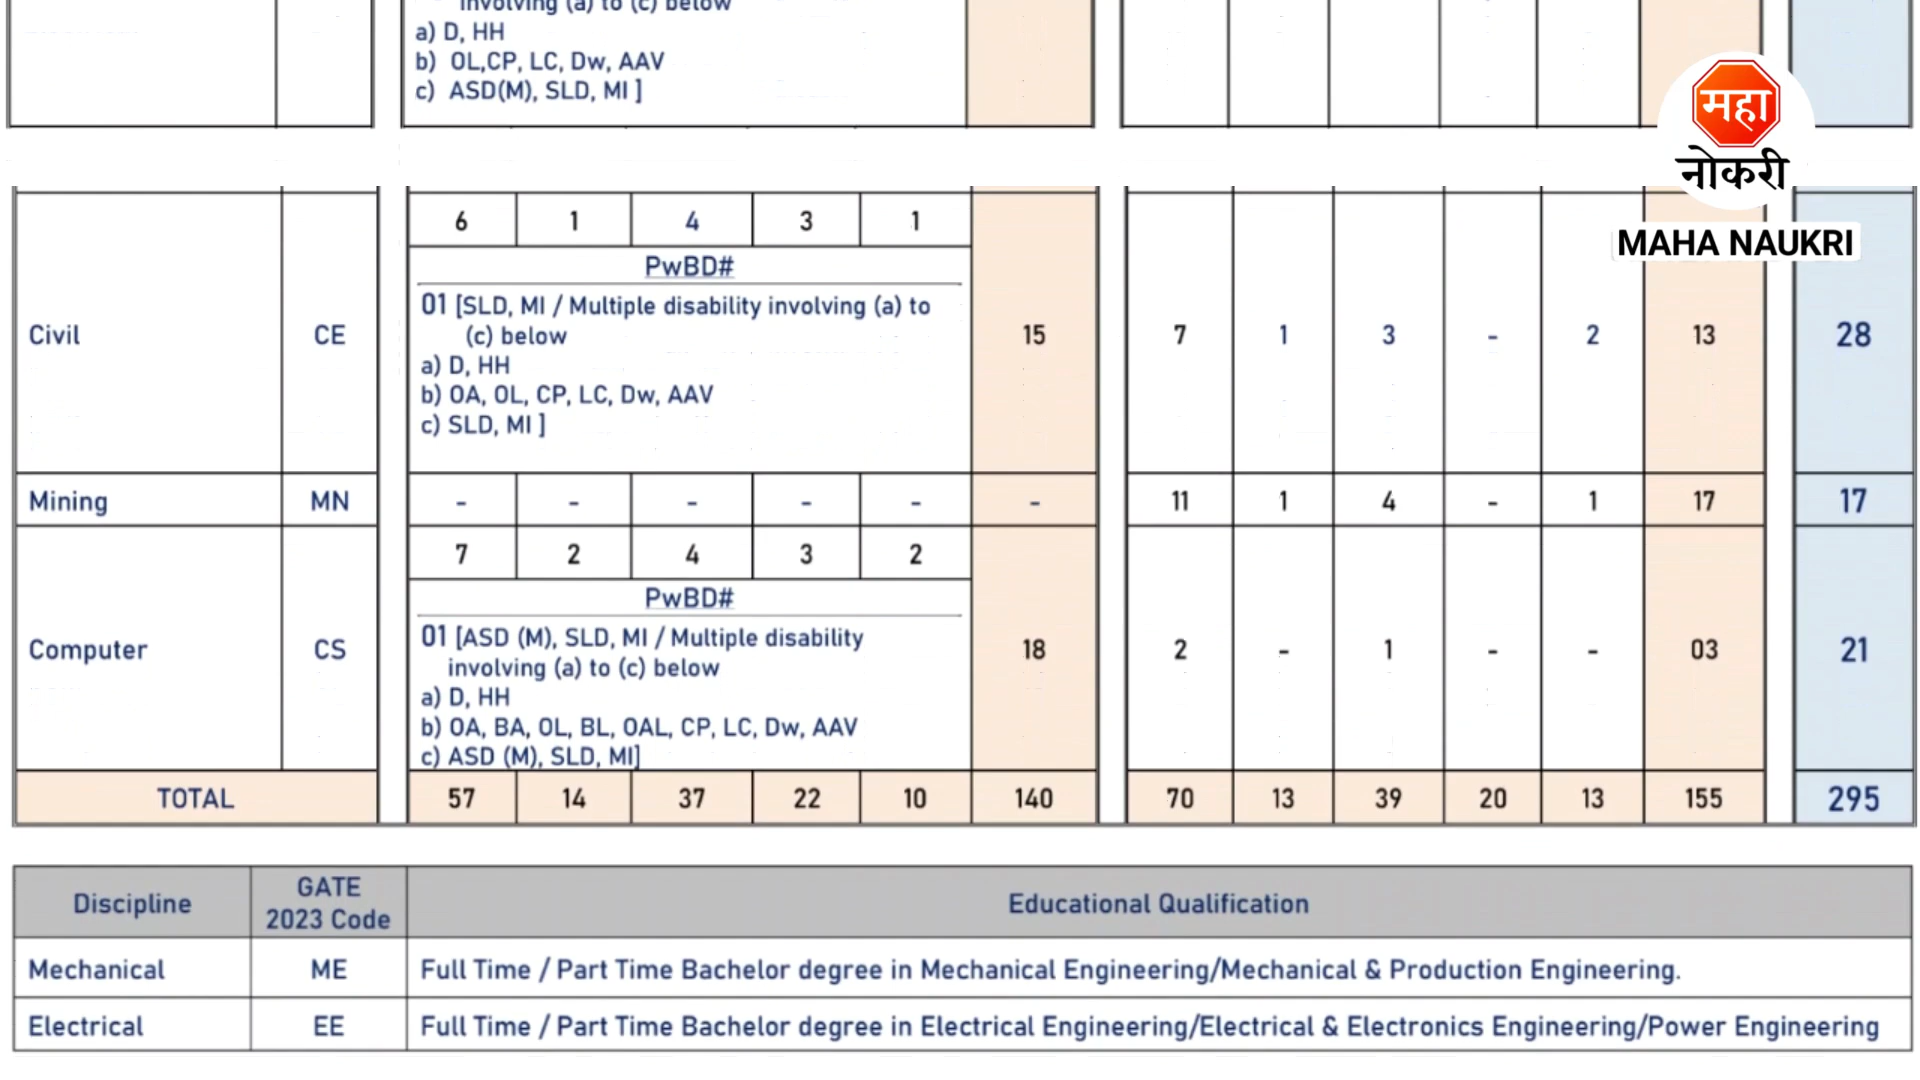 involving (a) to (c) below
a) D, HH
b) OL,CP, LC, Dw, AAV
c) ASD(M), SLD, MI ]
महा
नोकरी
MAHA NAUKRI
6 1 4 3 1
PwBD#
01 [SLD, MI / Multiple disability involving (a) to
(c) below
Civil CE 15 7 1 3 - 2 13 28
a) D, HH
b) OA, OL, CP, LC, Dw, AAV
c) SLD, MI ]
Mining MN - - - - - - 11 1 4 - 1 17 17
7 2 4 3 2
PwBD#
01 [ASD (M), SLD, MI / Multiple disability
involving (a) to (c) below
Computer CS 18 2 - 1 - - 03 21
a) D, HH
b) OA, BA, OL, BL, OAL, CP, LC, Dw, AAV
c) ASD (M), SLD, MI]
TOTAL 57 14 37 22 10 140 70 13 39 20 13 155 295
Discipline GATE 2023 Code Educational Qualification
Mechanical ME Full Time / Part Time Bachelor degree in Mechanical Engineering/Mechanical & Production Engineering.
Electrical EE Full Time / Part Time Bachelor degree in Electrical Engineering/Electrical & Electronics Engineering/Power Engineering